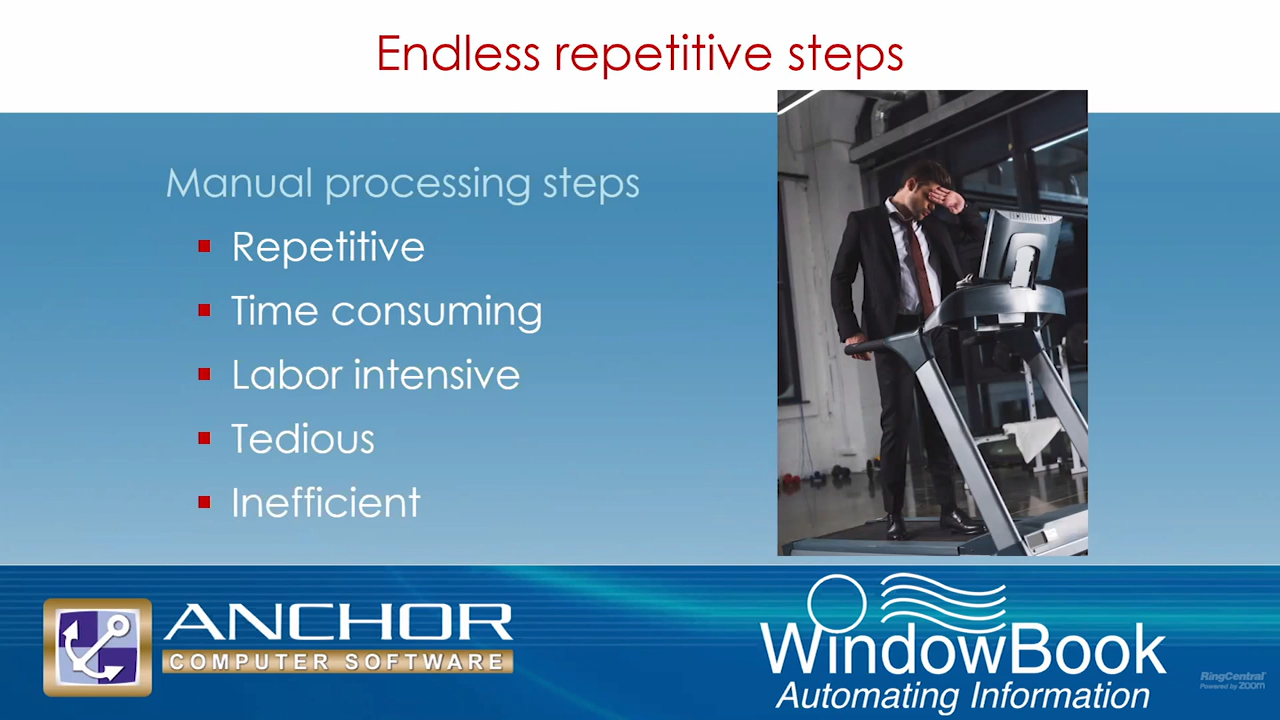 Endless repetitive steps
Manual processing steps
Repetitive
Time consuming
Labor intensive
Tedious
Inefficient
ANCHOR
COMPUTER SOFTWARE
WindowBook
Automating Information
RingCentral
Powered by zoom